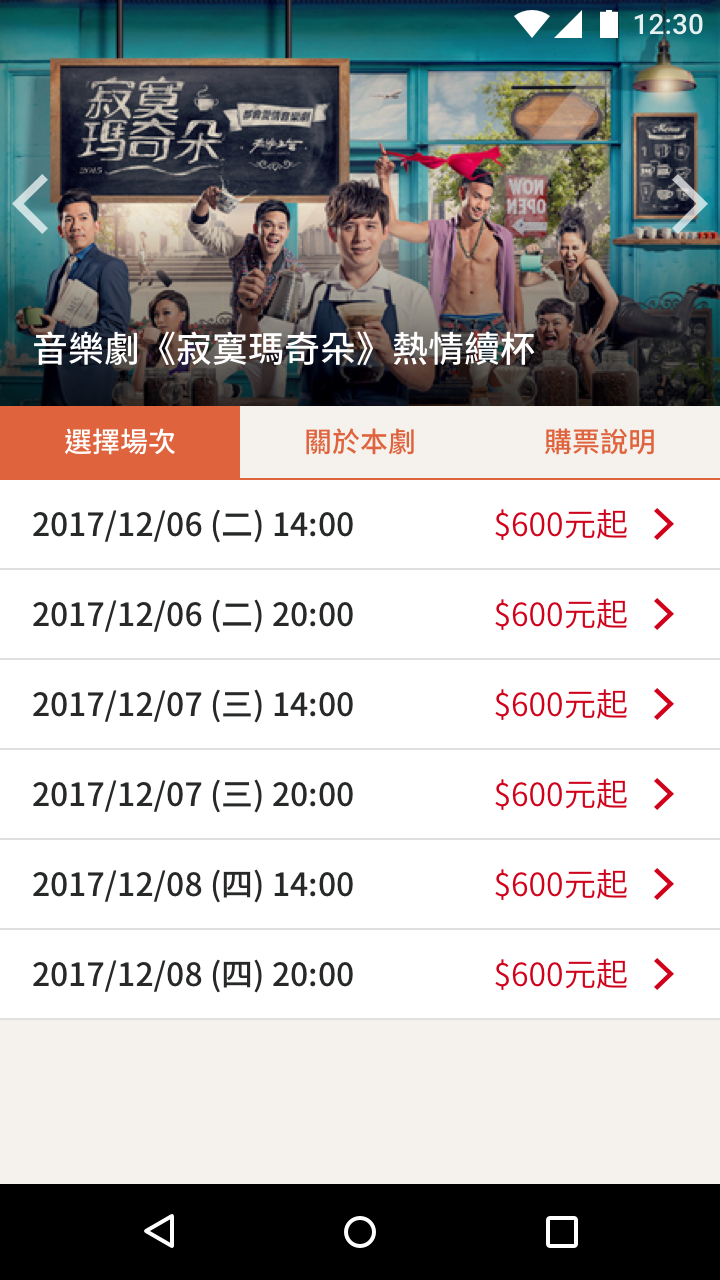 12:30
寂寞
瑪奇朵
都會愛情音樂劇
2015
Menu
NOW
OPEN
音樂劇《寂寞瑪奇朵》熱情續杯
選擇場次 關於本劇 購票說明
2017/12/06 (二) 14:00 $600元起
2017/12/06 (二) 20:00 $600元起
2017/12/07 (三) 14:00 $600元起
2017/12/07 (三) 20:00 $600元起
2017/12/08 (四) 14:00 $600元起
2017/12/08 (四) 20:00 $600元起